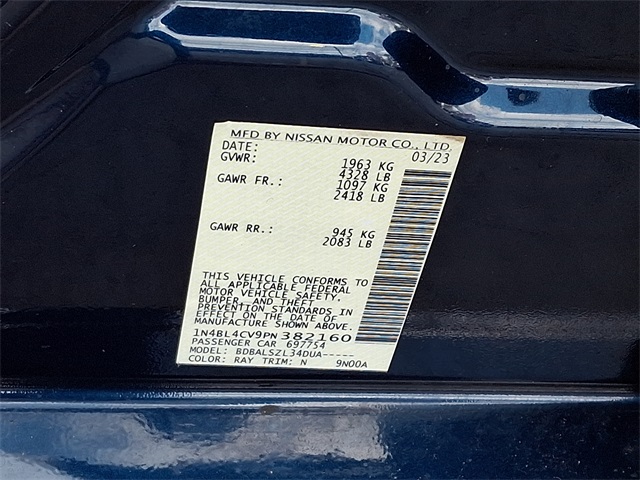 MFD BY NISSAN MOTOR CO., LTD.
DATE: 03/23
GVWR: 1963 KG
4328 LB
GAWR FR.: 1097 KG
2418 LB
GAWR RR.: 945 KG
2083 LB
THIS VEHICLE CONFORMS TO
ALL APPLICABLE FEDERAL
MOTOR VEHICLE SAFETY,
BUMPER, AND THEFT
PREVENTION STANDARDS IN
EFFECT ON THE DATE OF
MANUFACTURE SHOWN ABOVE.
1N4BL4CV9PN382160
PASSENGER CAR 697754
MODEL: BDBALSZL34DUA-----
COLOR: RAY TRIM: N 9N00A